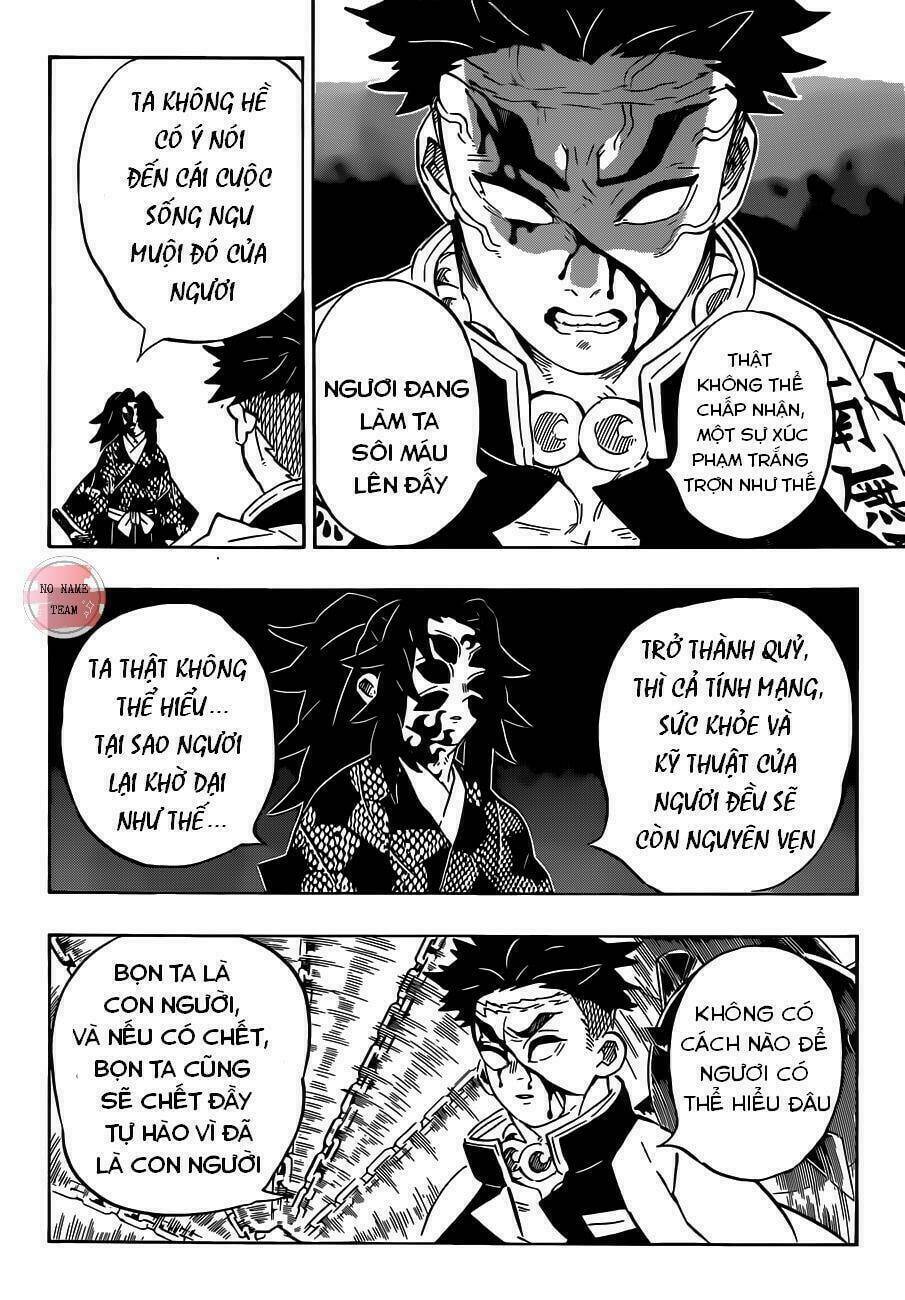 THẬT
KHÔNG THỂ
CHẤP NHẬN,
MỘT SỰ XÚC
PHẠM TRẮNG
TRỢN NHƯ THẾ
NGƯƠI ĐANG
LÀM TA
SÔI MÁU
LÊN ĐẤY
TA KHÔNG HỀ
CÓ Ý NÓI
ĐẾN CÁI CUỘC
SỐNG NGU
MUỘI ĐÓ CỦA
NGƯỜI
NO NAME
TEAM
TRỞ THÀNH QUỶ,
THÌ CẢ TÍNH MẠNG,
SỨC KHỎE VÀ
KỸ THUẬT CỦA
NGƯƠI ĐỀU SẼ
CÒN NGUYÊN VẸN
TA THẬT KHÔNG
THỂ HIỂU...
TẠI SAO NGƯƠI
LẠI KHỜ DẠI
NHƯ THẾ...
KHÔNG CÓ
CÁCH NÀO ĐỂ
NGƯƠI CÓ
THỂ HIỂU ĐÂU
BỌN TA LÀ
CON NGƯỜI,
VÀ NẾU CÓ CHẾT,
BỌN TA CŨNG
SẼ CHẾT ĐẦY
TỰ HÀO VÌ ĐÃ
LÀ CON NGƯỜI